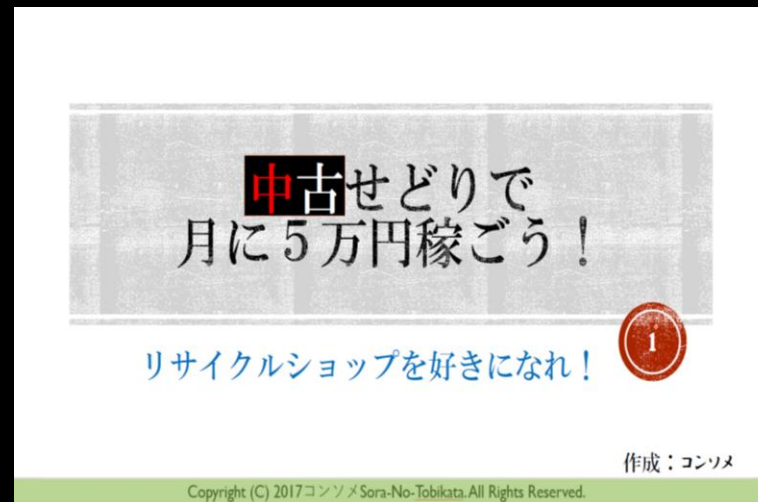 中古せどりで
月に５万円稼ごう！
1
リサイクルショップを好きになれ！
作成：コンソメ
Copyright (C) 2017コンソメSora-No-Tobikata.All Rights Reserved.